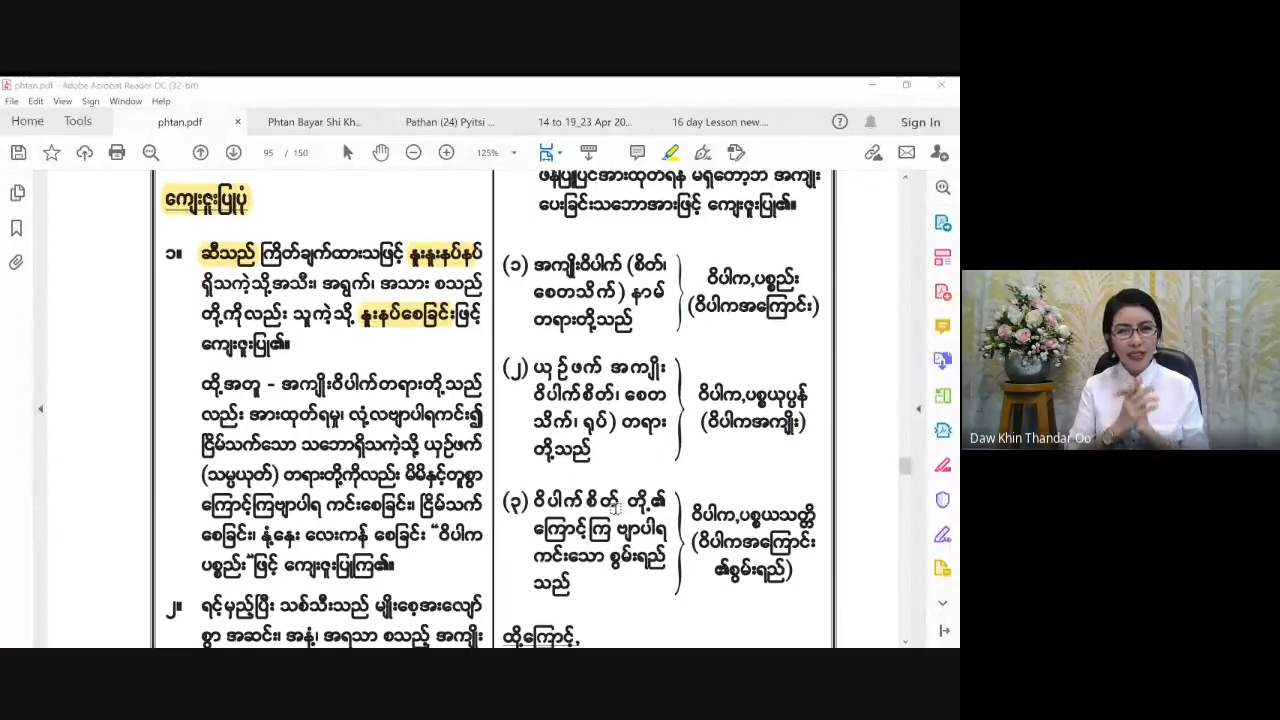 phtan.pdf - Adobe Acrobat Reader DC (32-bit)
File Edit View Sign Window Help
Home Tools phtan.pdf × Phtan Bayar Shi Kh... Pathan (24) Pyitsi ... 14 to 19_23 Apr 20... 16 day Lesson new.... Sign In
95 / 150 125%
ကျေးဇူးပြုပုံ
၁။ ဆီသည် ကြိတ်ချက်ထားသဖြင့် နူးနူးနပ်နပ်
ရှိသကဲ့သို့အသီး၊ အရွက်၊ အသား စသည်
တို့ကိုလည်း သူကဲ့သို့ နူးနပ်စေခြင်းဖြင့်
ကျေးဇူးပြု၏။
ထို့အတူ - အကျိုးဝိပါက်တရားတို့သည်
လည်း အားထုတ်ရမှု၊ လုံ့လဗျာပါရကင်း၍
ငြိမ်သက်သော သဘောရှိသကဲ့သို့ ယှဉ်ဖက်
(သမ္ပယုတ်) တရားတို့ကိုလည်း မိမိနှင့်တူစွာ
ကြောင့်ကြဗျာပါရ ကင်းစေခြင်း၊ ငြိမ်သက်
စေခြင်း၊ နုံ့နှေး လေးကန် စေခြင်း “ဝိပါက
ပစ္စည်း“ဖြင့် ကျေးဇူးပြုကြ၏။
၂။ ရင့်မှည့်ပြီး သစ်သီးသည် မျိုးစေ့အးလျော်
စွာ အဆင်း၊ အနံ့၊ အရသာ စသည့် အကျိုး
ပေးခြင်းသဘောအားဖြင့် ကျေးဇူးပြု၏။
(၁) အကျိုးဝိပါက် (စိတ်၊
စေတသိက်) နာမ်
တရားတို့သည်
ဝိပါက,ပစ္စည်း
(ဝိပါကအကြောင်း)
(၂) ယှဉ်ဖက် အကျိုး
ဝိပါက်စိတ်၊ စေတ
သိက်၊ ရုပ်) တရား
တို့သည်
ဝိပါက,ပစ္စယုပ္ပန်
(ဝိပါကအကျိုး)
(၃) ဝိပါက်စိတ် တို့၏
ကြောင့်ကြ ဗျာပါရ
ကင်းသော စွမ်းရည်
သည်
ဝိပါက,ပစ္စယသတ္တိ
(ဝိပါကအကြောင်း
၏စွမ်းရည်)
ထို့ကြောင့်,
Daw Khin Thandar Oo